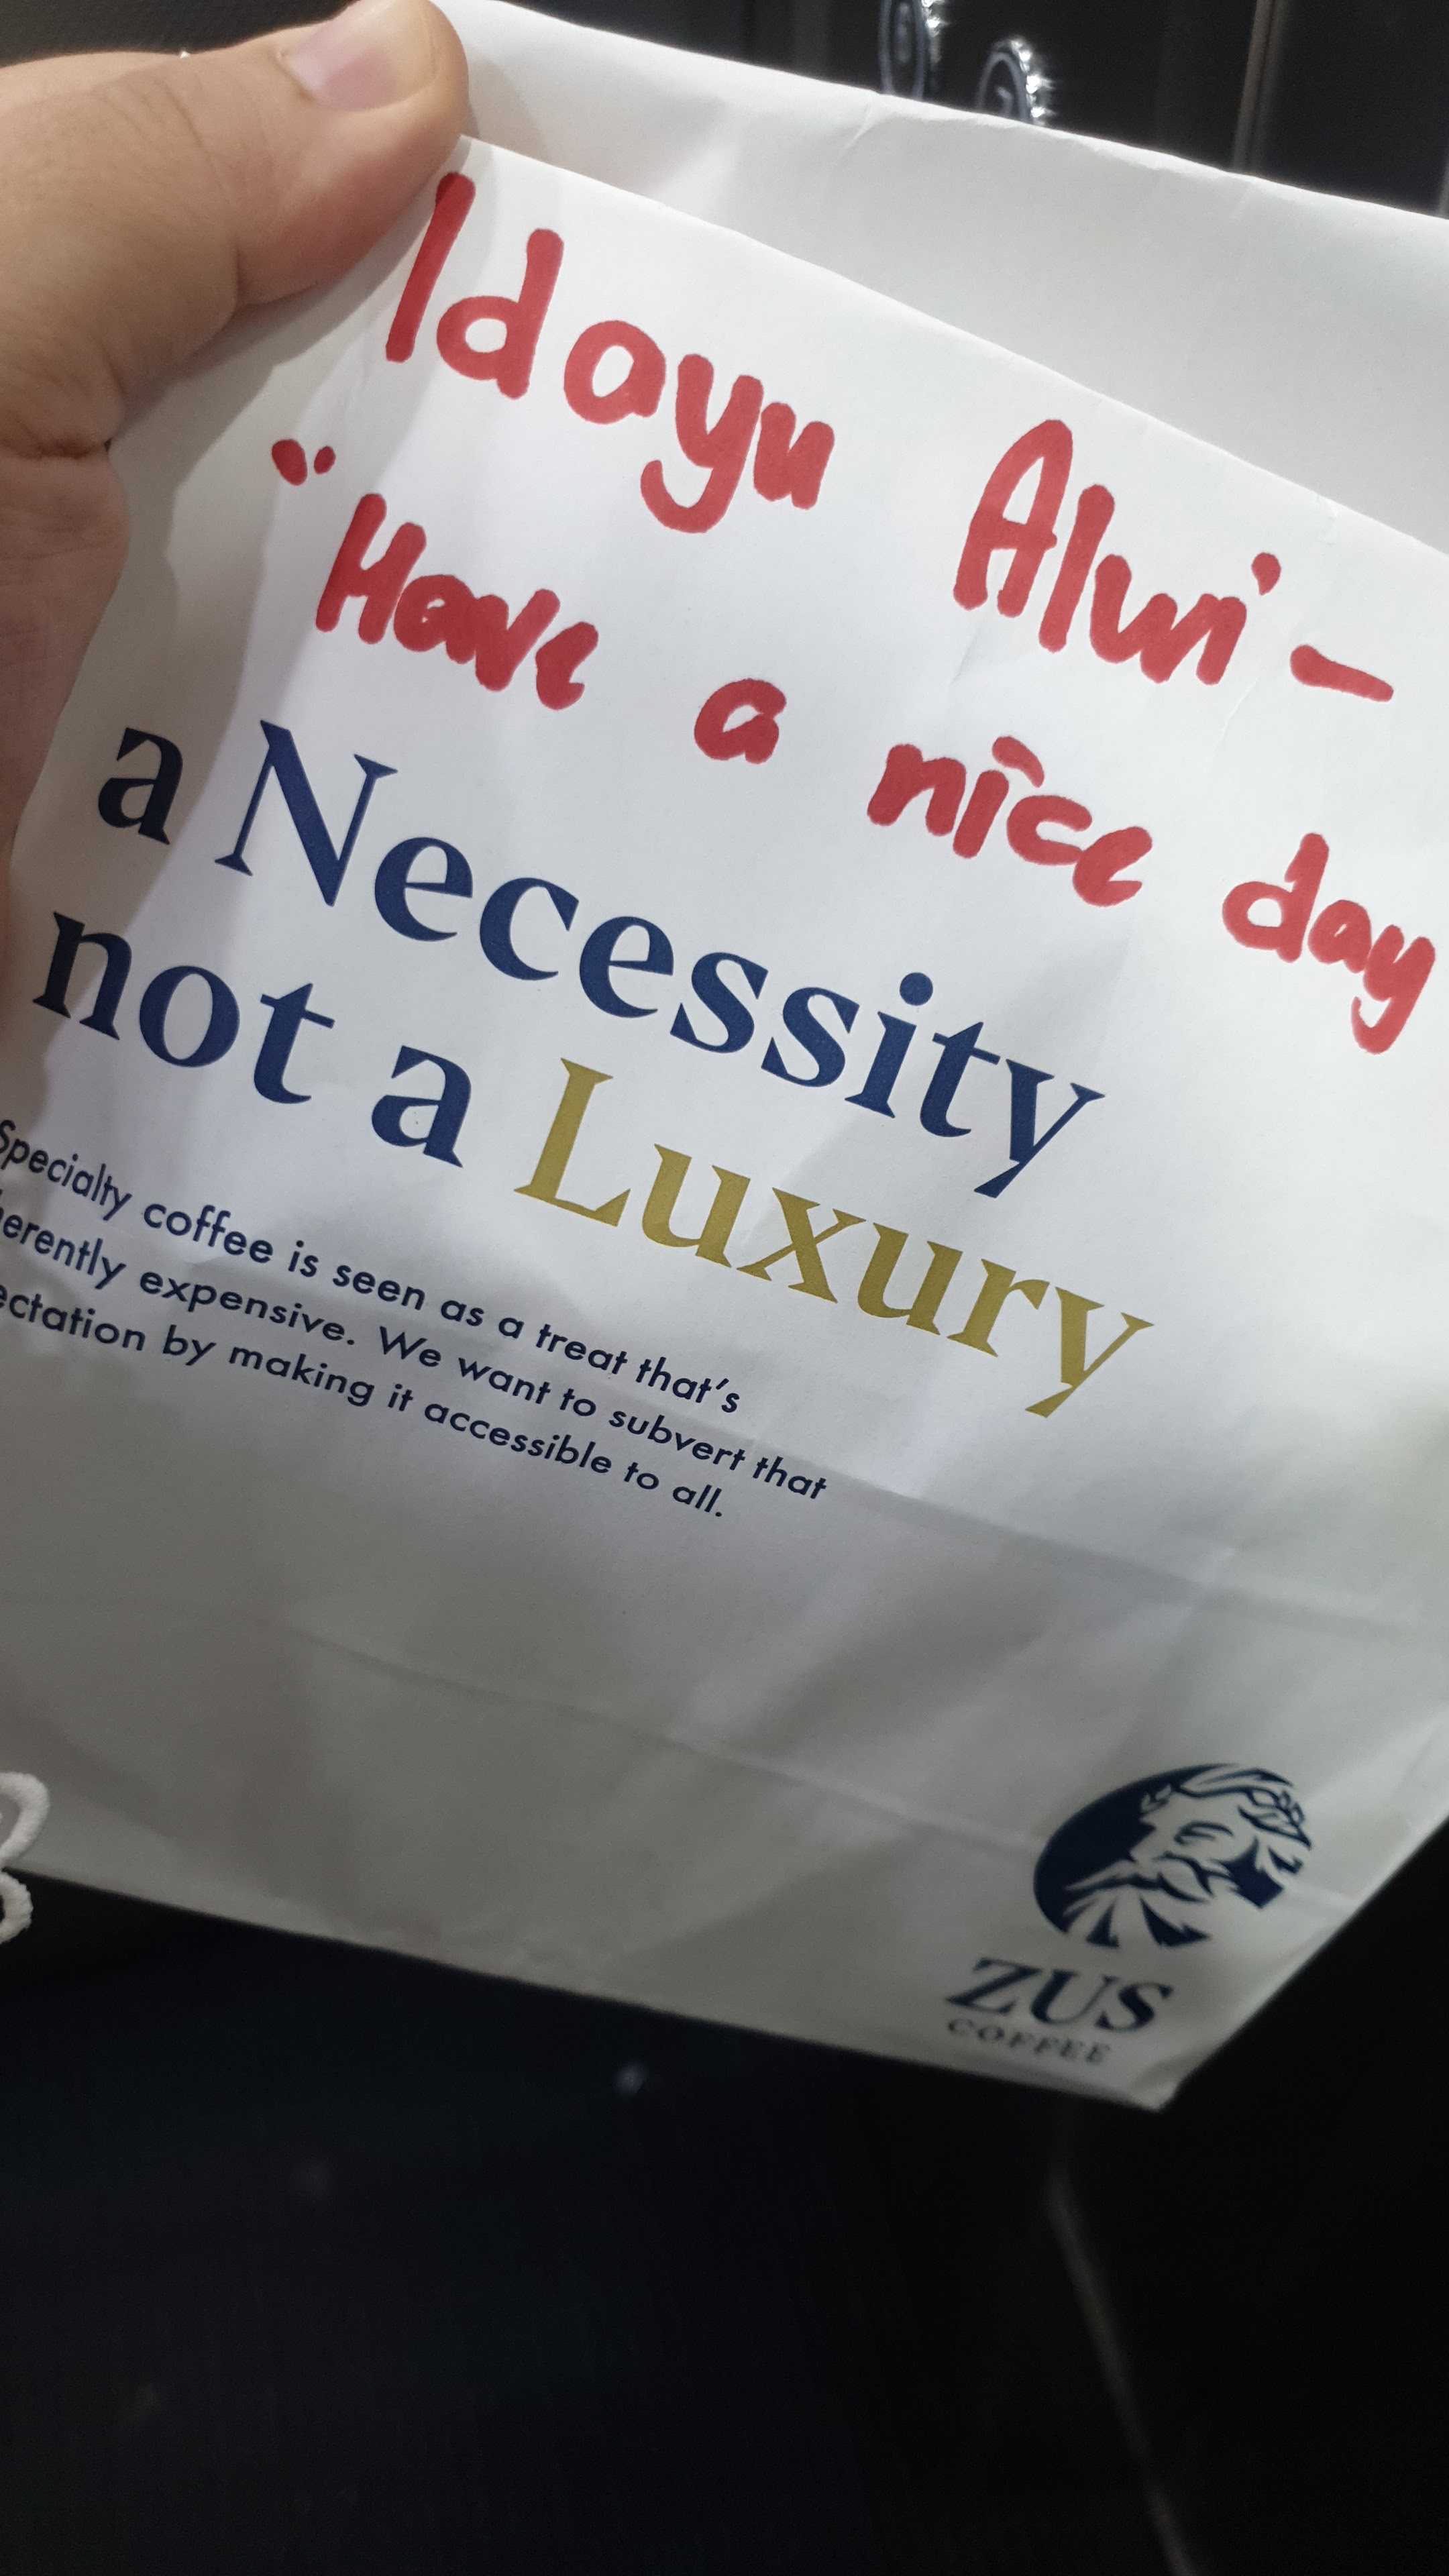 Idayu Alwi -
"Have a nice day
a Necessity
not a Luxury
Specialty coffee is seen as a treat that's
erently expensive. We want to subvert that
ectation by making it accessible to all.
ZUS
COFFEE